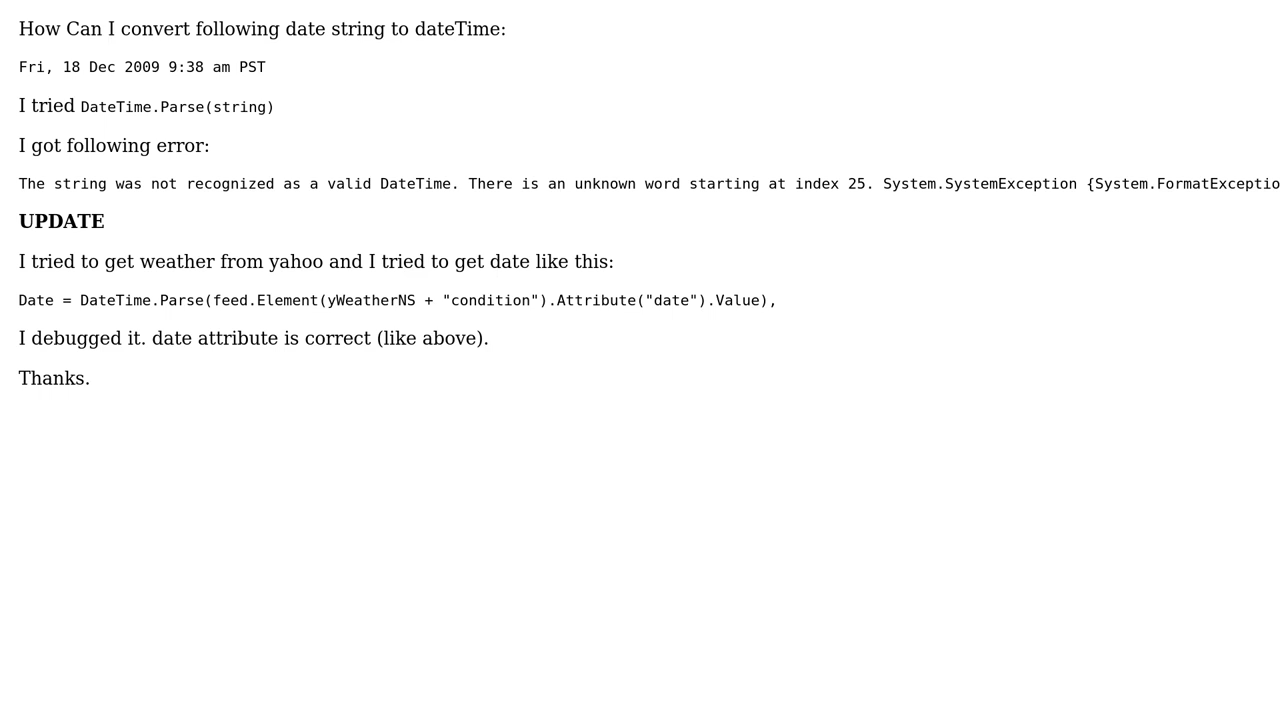 How Can I convert following date string to dateTime:
Fri, 18 Dec 2009 9:38 am PST
I tried DateTime.Parse(string)
I got following error:
The string was not recognized as a valid DateTime. There is an unknown word starting at index 25. System.SystemException {System.FormatExceptio
UPDATE
I tried to get weather from yahoo and I tried to get date like this:
Date = DateTime.Parse(feed.Element(yWeatherNS + "condition").Attribute("date").Value),
I debugged it. date attribute is correct (like above).
Thanks.